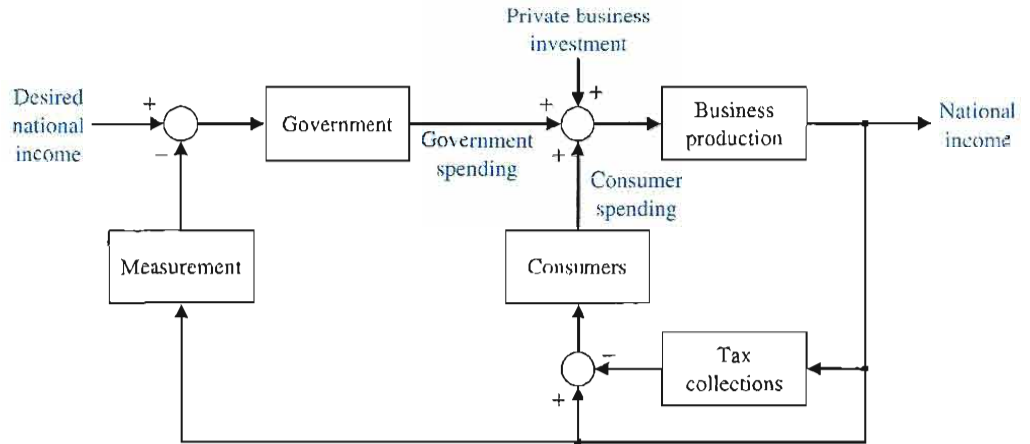 Private business
investment
Desired
national
income
+
−
Government
Government
spending
+
+
+
Business
production
National
income
Consumer
spending
Measurement
Consumers
−
+
Tax
collections